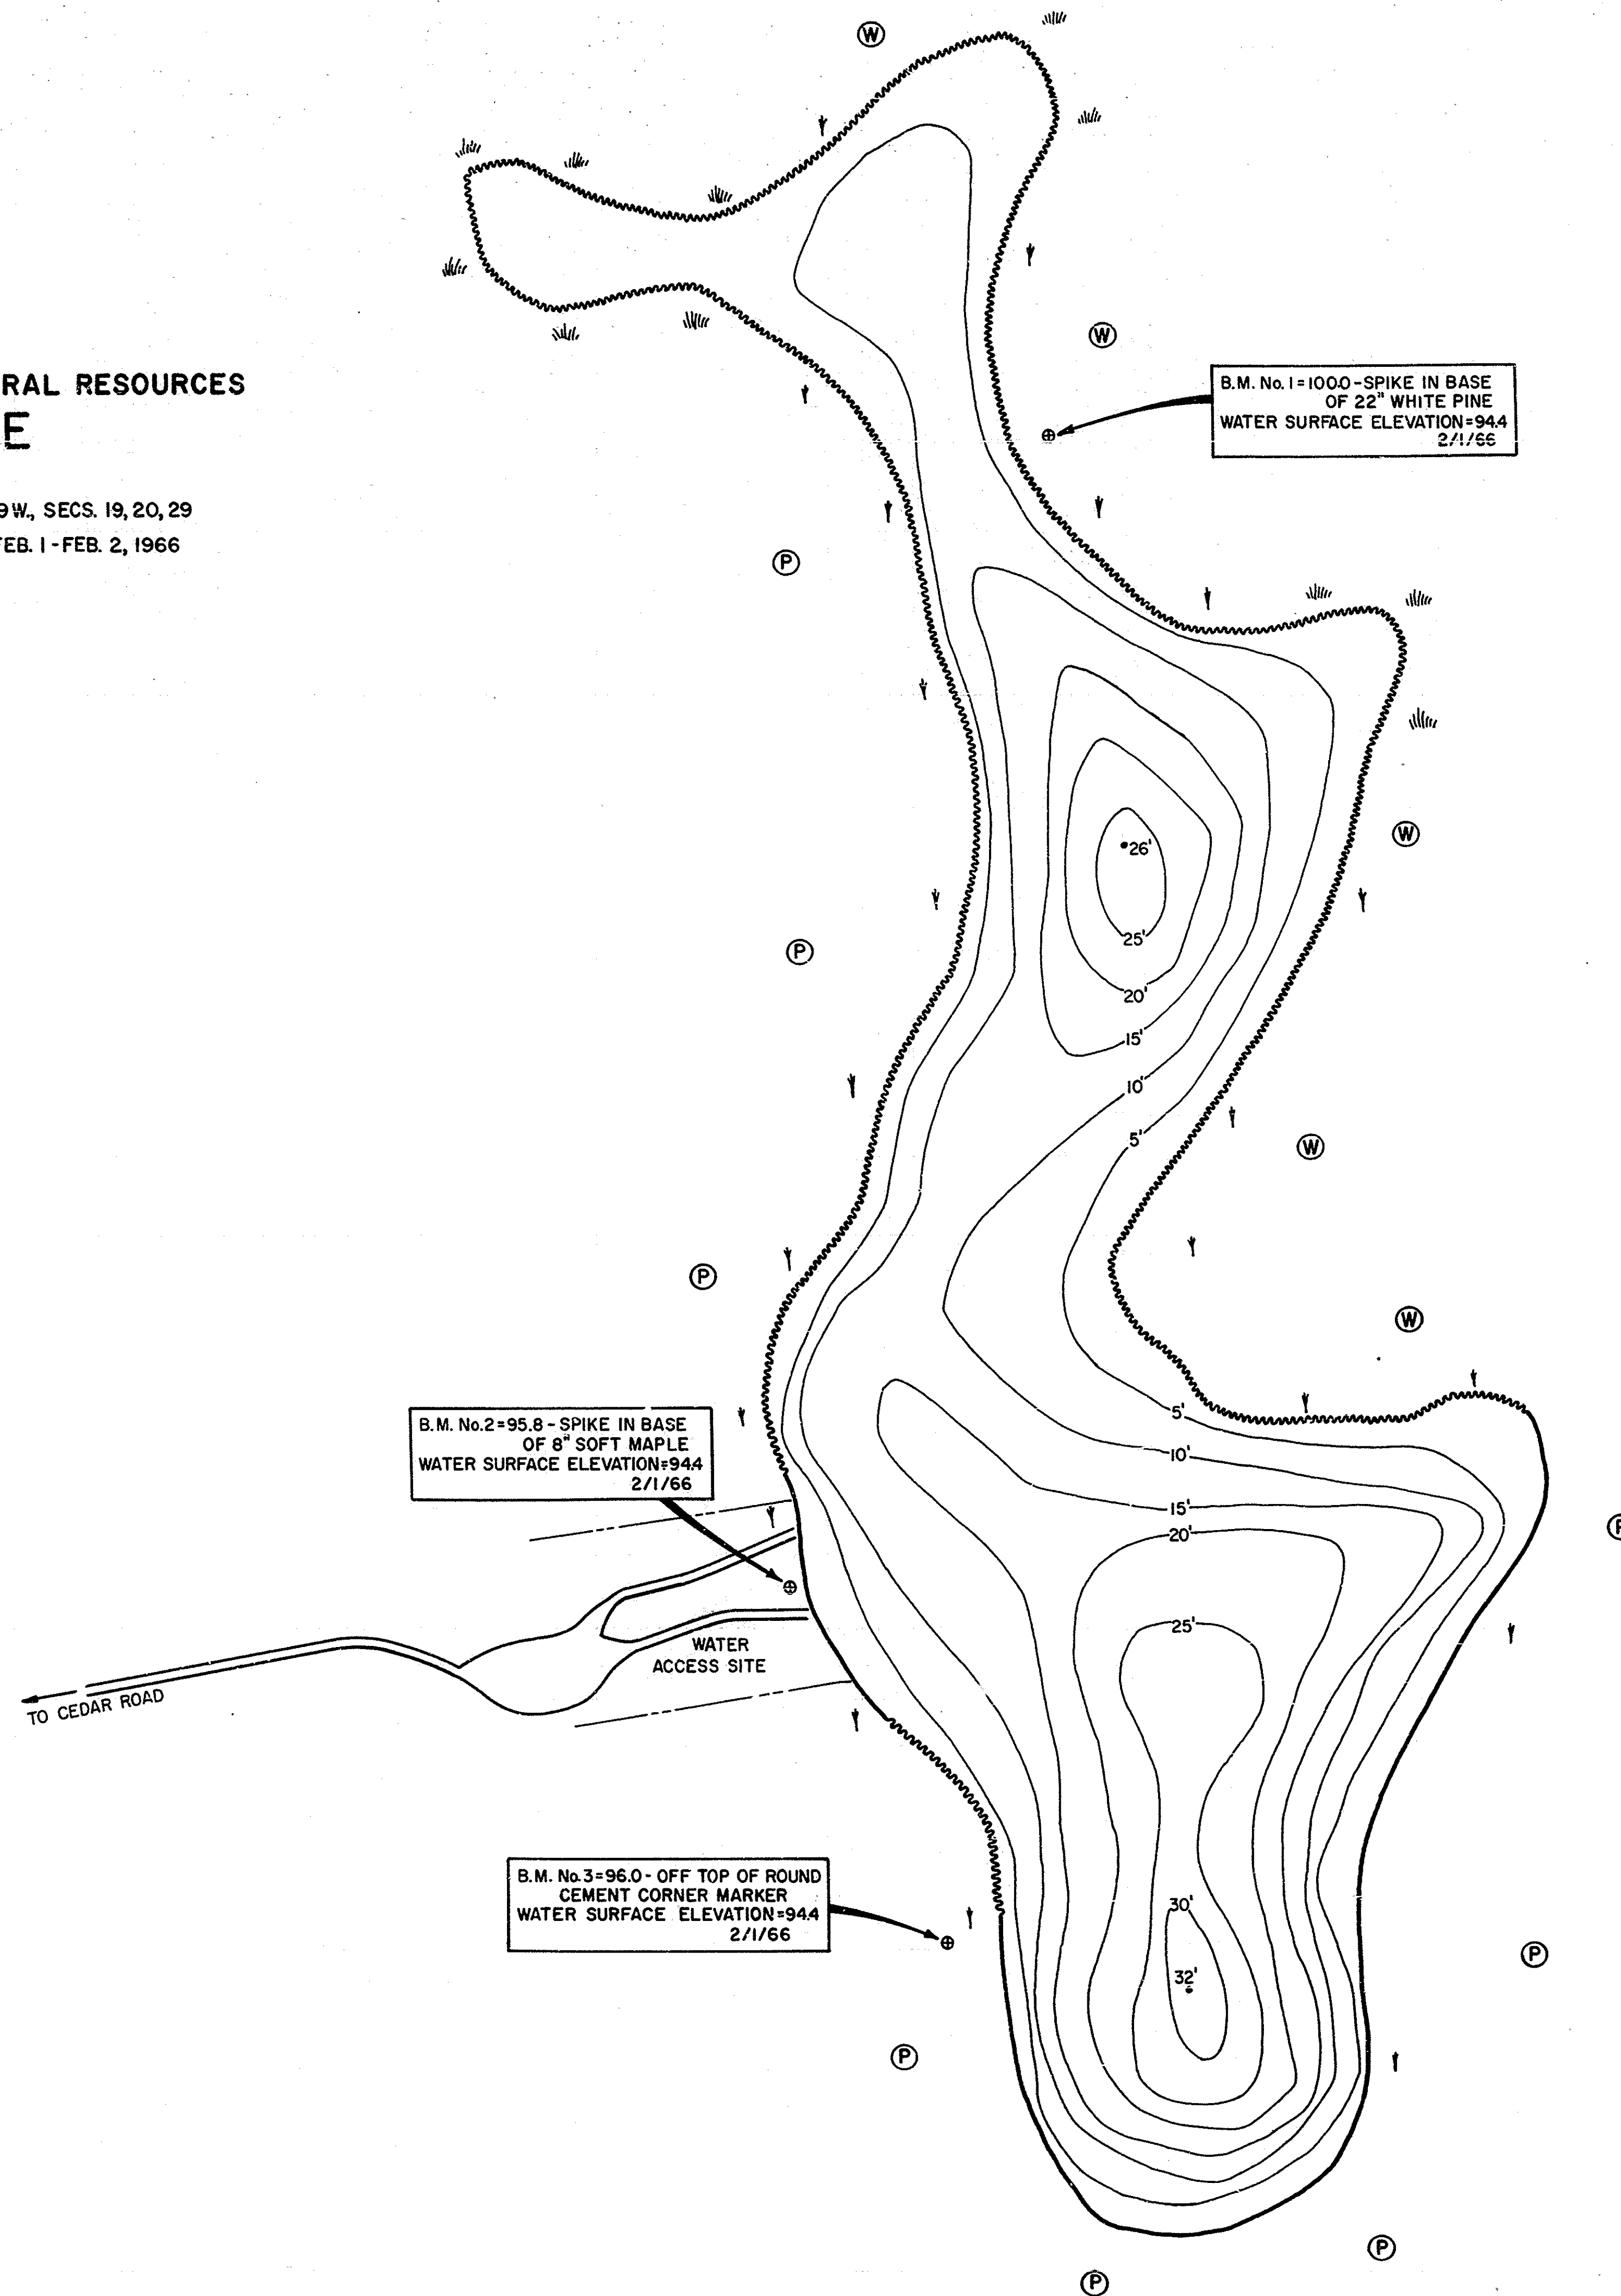 W
RAL RESOURCES
E
9W., SECS. 19, 20, 29
FEB. 1 - FEB. 2, 1966
W
B.M. No. 1 = 100.0 - SPIKE IN BASE
OF 22" WHITE PINE
WATER SURFACE ELEVATION = 94.4
2/1/66
P
W
26'
25'
P
20'
15'
10'
5'
W
P
W
B.M. No. 2 = 95.8 - SPIKE IN BASE
OF 8" SOFT MAPLE
WATER SURFACE ELEVATION = 94.4
2/1/66
5'
10'
15'
20'
P
25'
WATER
ACCESS SITE
TO CEDAR ROAD
B.M. No. 3 = 96.0 - OFF TOP OF ROUND
CEMENT CORNER MARKER
WATER SURFACE ELEVATION = 94.4
2/1/66
30'
P
32'
P
P
P